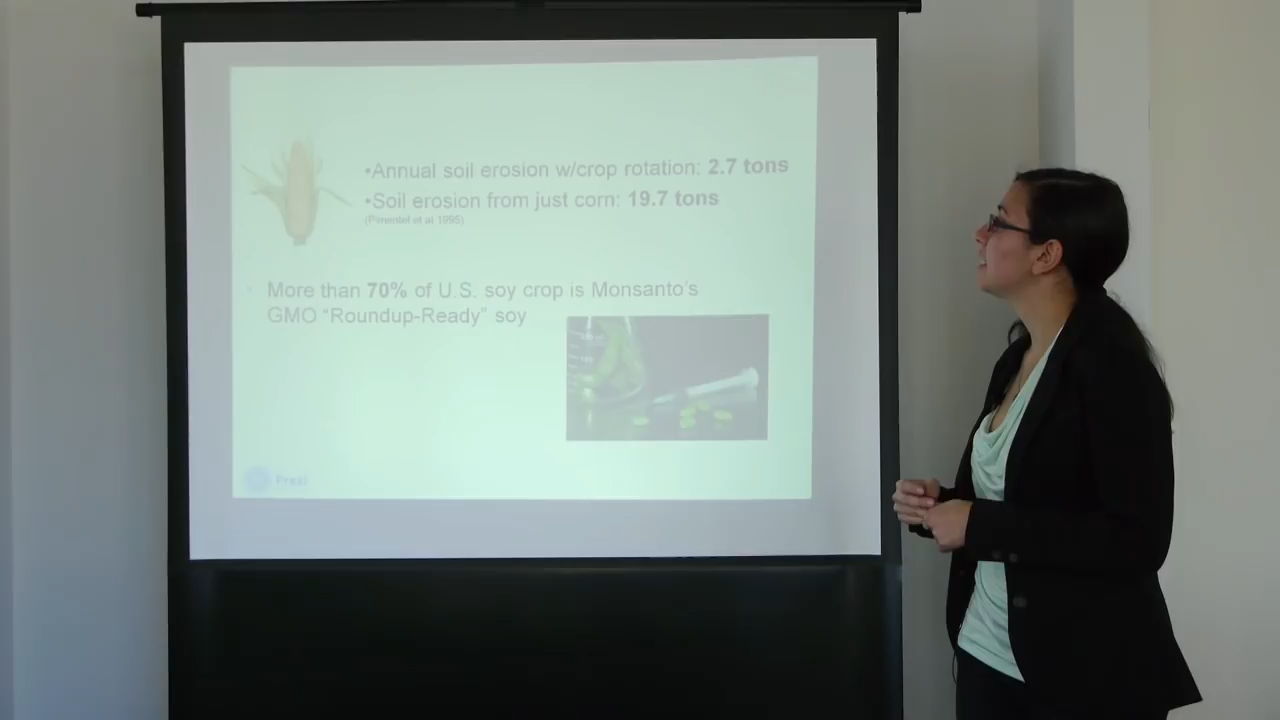 •Annual soil erosion w/crop rotation: 2.7 tons
•Soil erosion from just corn: 19.7 tons
(Pimentel et al 1995)
More than 70% of U.S. soy crop is Monsanto's
GMO “Roundup-Ready” soy
Prezi